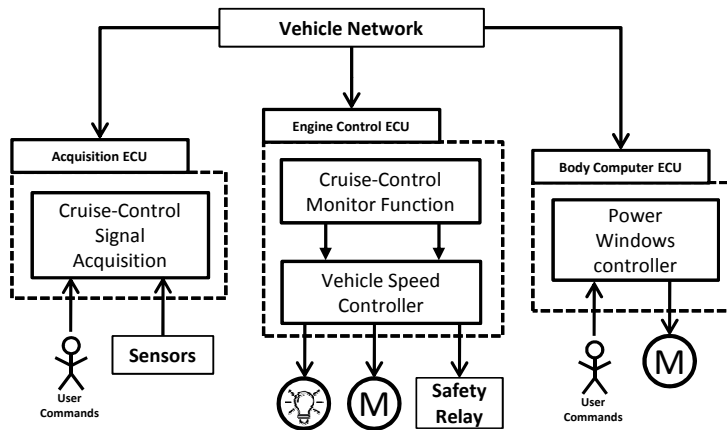 Vehicle Network
Acquisition ECU
Cruise-Control
Signal
Acquisition
User
Commands
Sensors
Engine Control ECU
Cruise-Control
Monitor Function
Vehicle Speed
Controller
M
Safety
Relay
Body Computer ECU
Power
Windows
controller
User
Commands
M